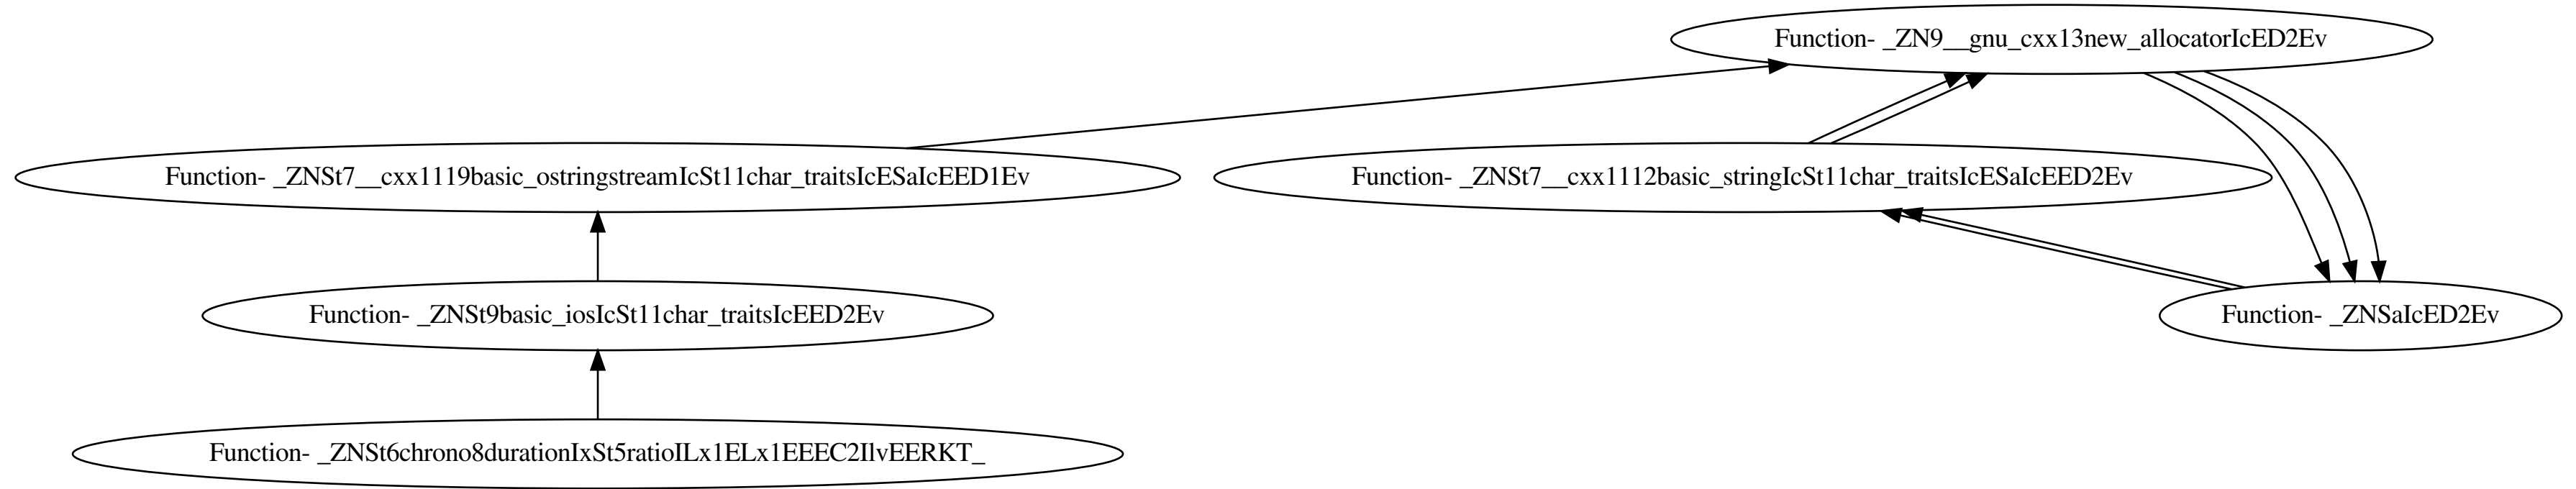 Function- _ZN9__gnu_cxx13new_allocatorIcED2Ev
Function- _ZNSt7__cxx1119basic_ostringstreamIcSt11char_traitsIcESaIcEED1Ev
Function- _ZNSt7__cxx1112basic_stringIcSt11char_traitsIcESaIcEED2Ev
Function- _ZNSt9basic_iosIcSt11char_traitsIcEED2Ev
Function- _ZNSaIcED2Ev
Function- _ZNSt6chrono8durationIxSt5ratioILx1ELx1EEEC2IlvEERKT_